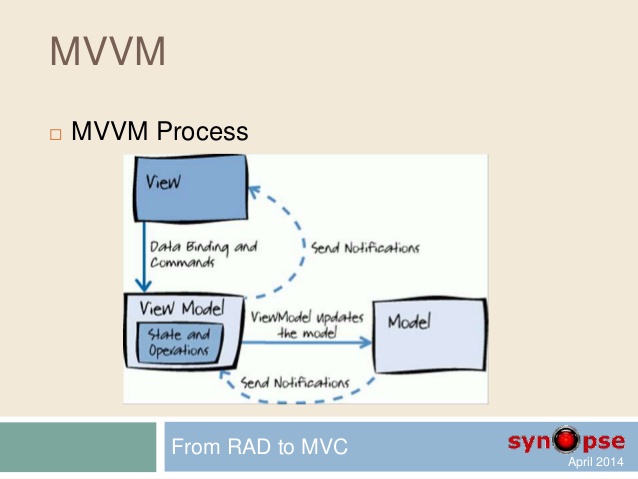 MVVM
MVVM Process
View
Data Binding and
Commands
Send Notifications
View Model
State and
Operations
ViewModel updates
the model
Model
Send Notifications
From RAD to MVC
synopse
April 2014